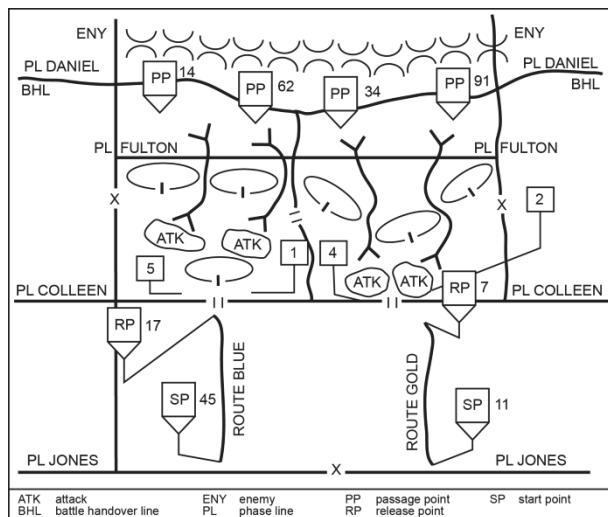 ENY ENY
PL DANIEL PP 14 PP 62 PP 34 PP 91 PL DANIEL
BHL BHL
PL FULTON PL FULTON
X X
ATK ATK 2
5 1 4 ATK ATK
RP 7
PL COLLEEN PL COLLEEN
RP 17
ROUTE BLUE ROUTE GOLD
SP 45 SP 11
PL JONES X PL JONES
ATK attack ENY enemy PP passage point SP start point
BHL battle handover line PL phase line RP release point